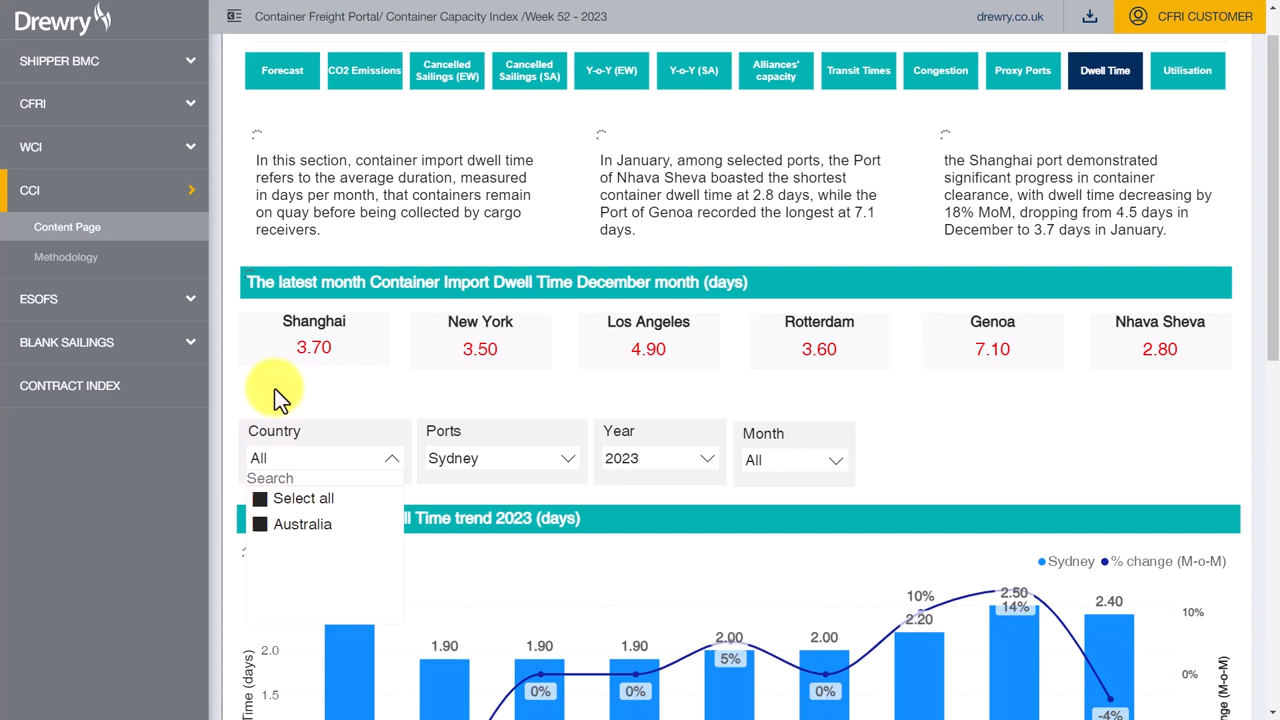 Drewry
Container Freight Portal/ Container Capacity Index /Week 52 - 2023
drewry.co.uk
CFRI CUSTOMER
SHIPPER BMC
CFRI
WCI
CCI
Content Page
Methodology
ESOFS
BLANK SAILINGS
CONTRACT INDEX
Forecast
CO2 Emissions
Cancelled
Sailings (EW)
Cancelled
Sailings (SA)
Y-o-Y (EW)
Y-o-Y (SA)
Alliances'
capacity
Transit Times
Congestion
Proxy Ports
Dwell Time
Utilisation
In this section, container import dwell time
refers to the average duration, measured
in days per month, that containers remain
on quay before being collected by cargo
receivers.
In January, among selected ports, the Port
of Nhava Sheva boasted the shortest
container dwell time at 2.8 days, while the
Port of Genoa recorded the longest at 7.1
days.
the Shanghai port demonstrated
significant progress in container
clearance, with dwell time decreasing by
18% MoM, dropping from 4.5 days in
December to 3.7 days in January.
The latest month Container Import Dwell Time December month (days)
Shanghai
3.70
New York
3.50
Los Angeles
4.90
Rotterdam
3.60
Genoa
7.10
Nhava Sheva
2.80
Country
All
Search
Select all
Australia
Ports
Sydney
Year
2023
Month
All
ll Time trend 2023 (days)
Sydney % change (M-o-M)
2.0
1.5
Time (days)
1.90
1.90
0%
1.90
0%
2.00
5%
2.00
0%
10%
2.20
2.50
14%
2.40
-4%
10%
0%
change (M-o-M)